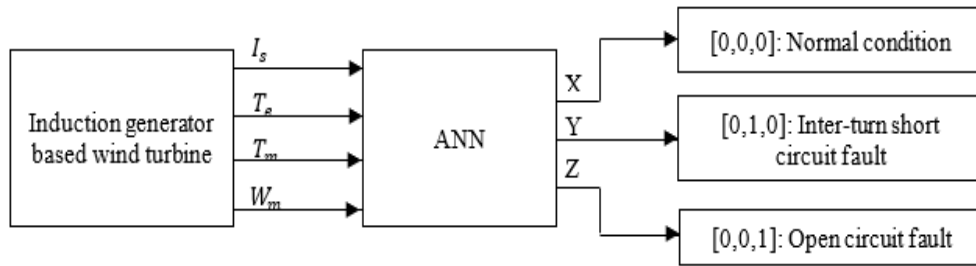 Induction generator
based wind turbine
I_s
T_e
T_m
W_m
ANN
X
Y
Z
[0,0,0]: Normal condition
[0,1,0]: Inter-turn short
circuit fault
[0,0,1]: Open circuit fault